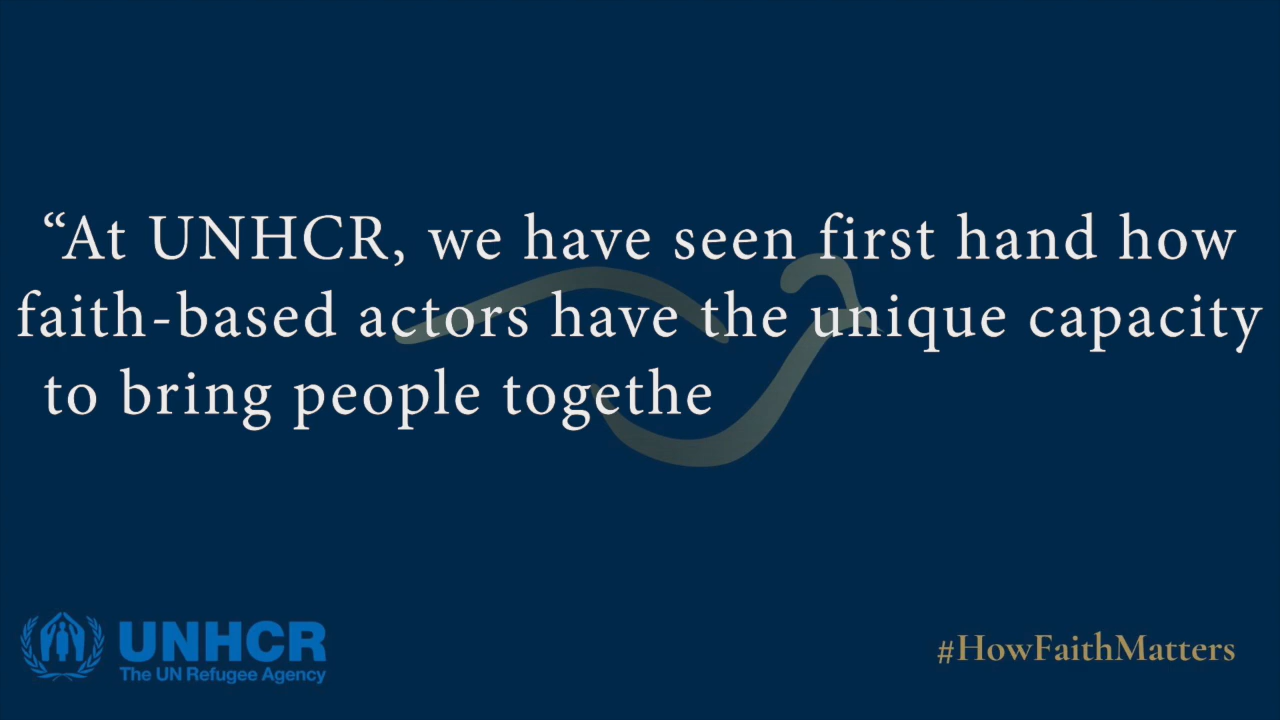 “At UNHCR, we have seen first hand how
faith-based actors have the unique capacity
to bring people togethe
UNHCR
The UN Refugee Agency
#HowFaithMatters